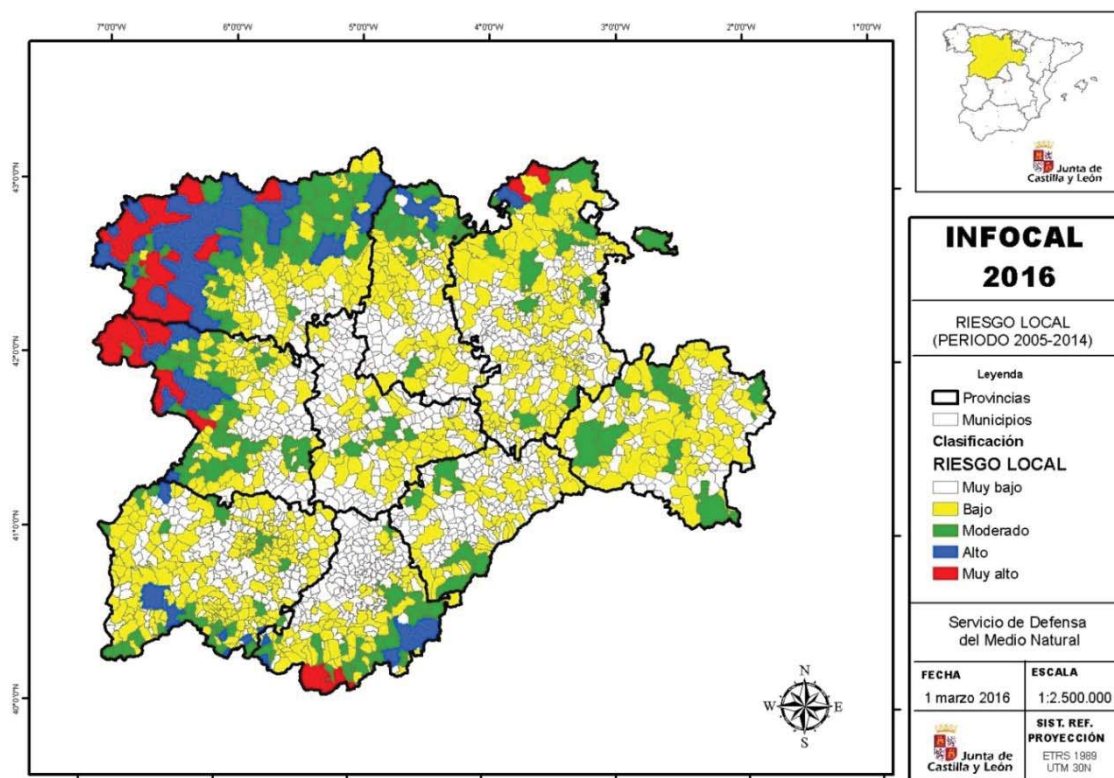 7°0'0"W 6°0'0"W 5°0'0"W 4°0'0"W 3°0'0"W 2°0'0"W 1°0'0"W
43°0'0"N
42°0'0"N
41°0'0"N
40°0'0"N
N
W E
S
Junta de
Castilla y León
INFOCAL
2016
RIESGO LOCAL
(PERIODO 2005-2014)
Leyenda
Provincias
Municipios
Clasificación
RIESGO LOCAL
Muy bajo
Bajo
Moderado
Alto
Muy alto
Servicio de Defensa
del Medio Natural
FECHA
1 marzo 2016
ESCALA
1:2.500.000
Junta de
Castilla y León
SIST. REF.
PROYECCIÓN
ETRS 1989
UTM 30N